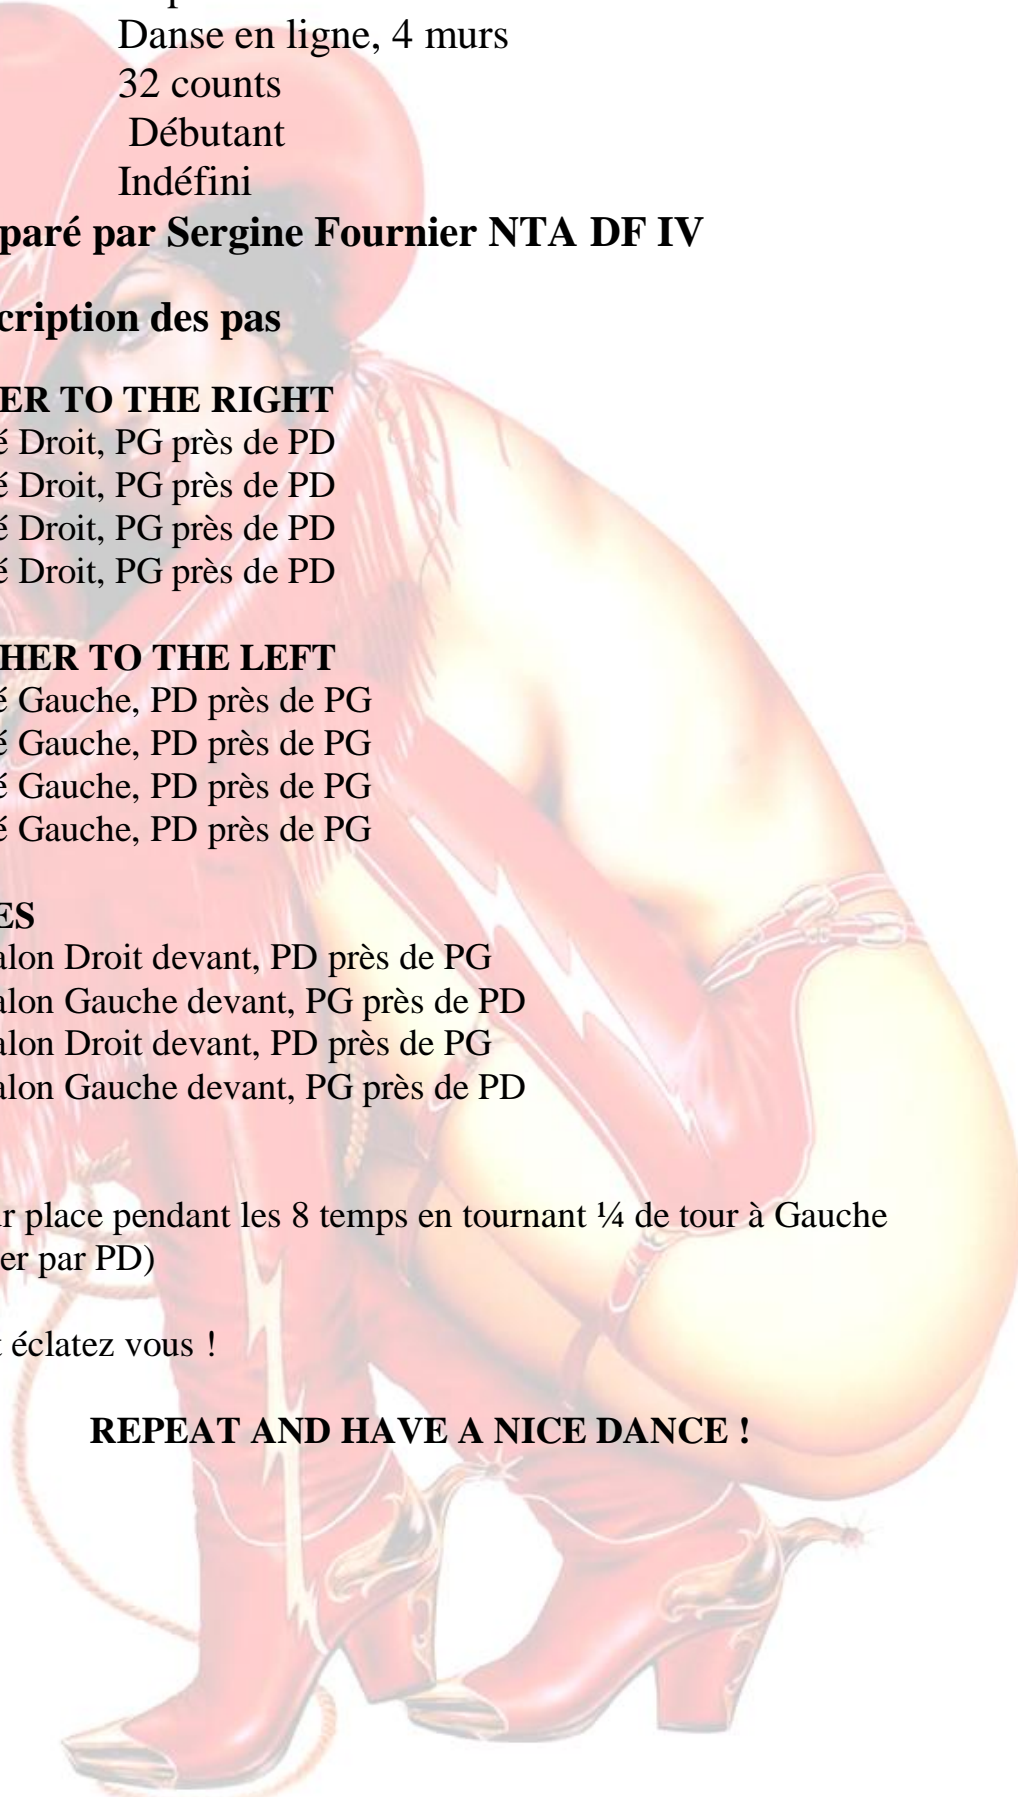 Danse en ligne, 4 murs
32 counts
Débutant
Indéfini
paré par Sergine Fournier NTA DF IV
cription des pas
ER TO THE RIGHT
é Droit, PG près de PD
é Droit, PG près de PD
é Droit, PG près de PD
é Droit, PG près de PD
HER TO THE LEFT
é Gauche, PD près de PG
é Gauche, PD près de PG
é Gauche, PD près de PG
é Gauche, PD près de PG
ES
alon Droit devant, PD près de PG
alon Gauche devant, PG près de PD
alon Droit devant, PD près de PG
alon Gauche devant, PG près de PD
r place pendant les 8 temps en tournant ¼ de tour à Gauche
er par PD)
t éclatez vous !
REPEAT AND HAVE A NICE DANCE !